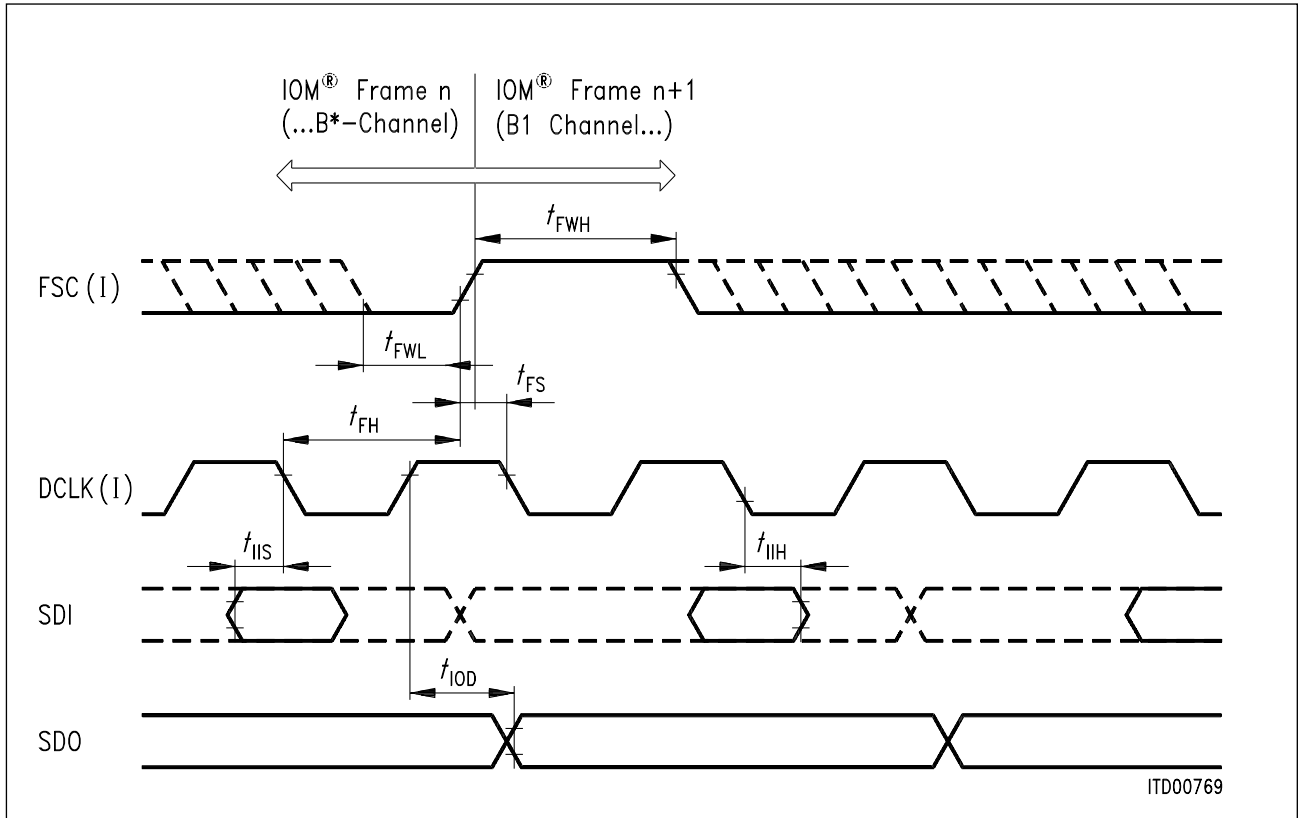 IOM® Frame n
(...B*-Channel)
IOM® Frame n+1
(B1 Channel...)
tFWH
FSC (I)
tFWL
tFS
tFH
DCLK (I)
tIIS
tIIH
SDI
tIOD
SDO
ITD00769